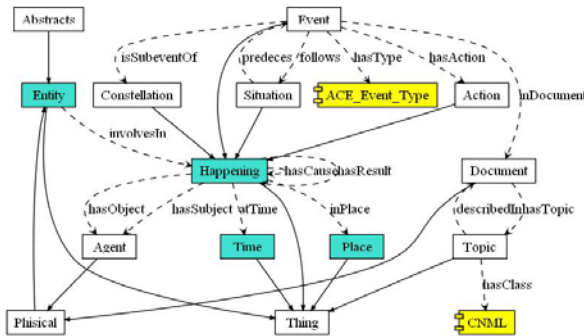 Abstracts
Event
isSubeventOf
predeces
follows
hasType
hasAction
Entity
Constellation
Situation
ACE_Event_Type
Action
inDocument
involvesIn
Happening
hasCause
hasResult
Document
hasObject
hasSubject
atTime
inPlace
describedIn
hasTopic
Agent
Time
Place
Topic
hasClass
Phisical
Thing
CNML